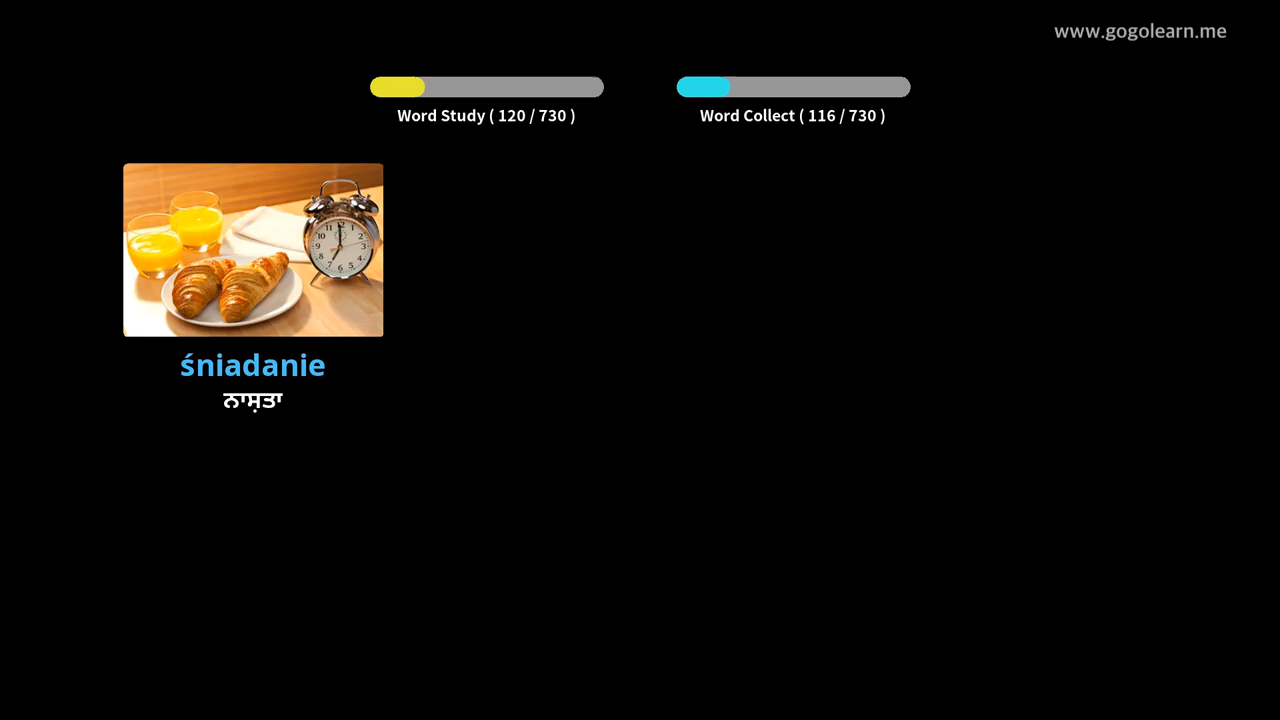 www.gogolearn.me
Word Study ( 120 / 730 )
Word Collect ( 116 / 730 )
śniadanie
ਨਾਸ਼ਤਾ